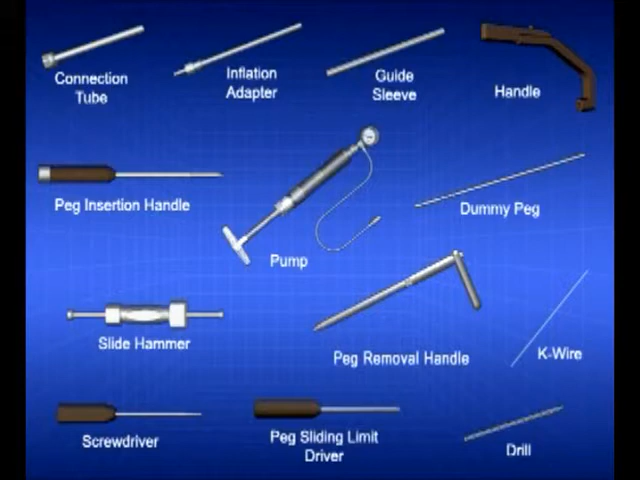 Connection
Tube
Inflation
Adapter
Guide
Sleeve
Handle
Peg Insertion Handle
Pump
Dummy Peg
Slide Hammer
Peg Removal Handle
K-Wire
Screwdriver
Peg Sliding Limit
Driver
Drill